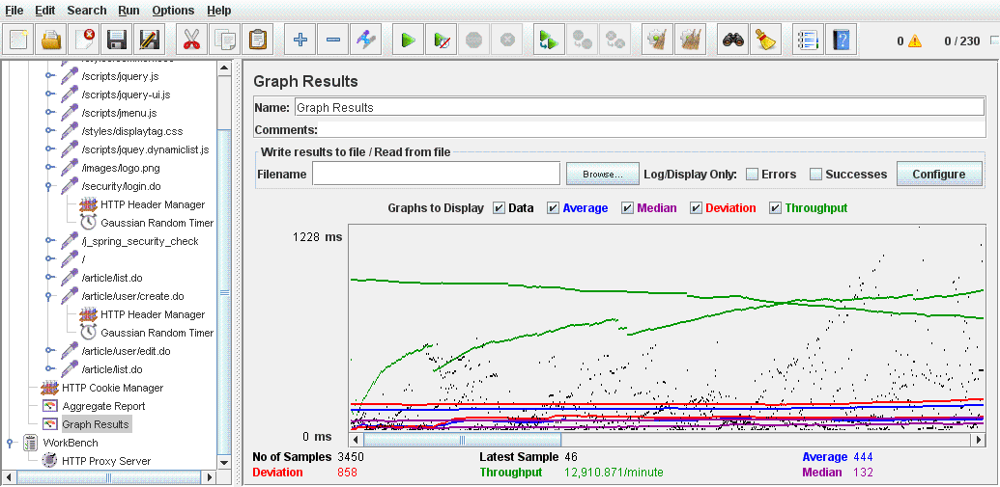 File Edit Search Run Options Help
0 0 / 230
/scripts/jquery.js
/scripts/jquery-ui.js
/scripts/jmenu.js
/styles/displaytag.css
/scripts/jquey.dynamiclist.js
/images/logo.png
/security/login.do
HTTP Header Manager
Gaussian Random Timer
/j_spring_security_check
/
/article/list.do
/article/user/create.do
HTTP Header Manager
Gaussian Random Timer
/article/user/edit.do
/article/list.do
HTTP Cookie Manager
Aggregate Report
Graph Results
WorkBench
HTTP Proxy Server
Graph Results
Name: Graph Results
Comments:
Write results to file / Read from file
Filename Browse... Log/Display Only: Errors Successes Configure
Graphs to Display Data Average Median Deviation Throughput
1228 ms
0 ms
No of Samples 3450 Latest Sample 46 Average 444
Deviation 858 Throughput 12,910.871/minute Median 132